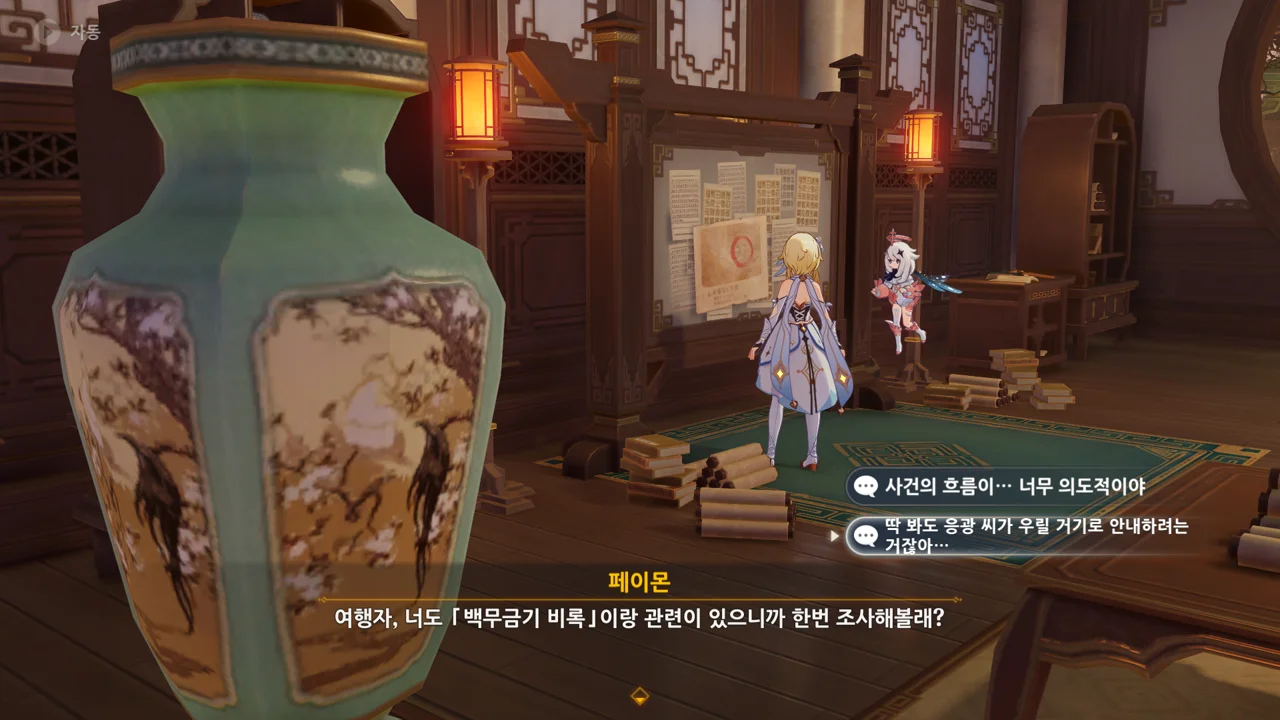 자동
사건의 흐름이… 너무 의도적이야
딱 봐도 응광 씨가 우릴 거기로 안내하려는
거잖아…
페이몬
여행자, 너도 「백무금기 비록」이랑 관련이 있으니까 한번 조사해볼래?